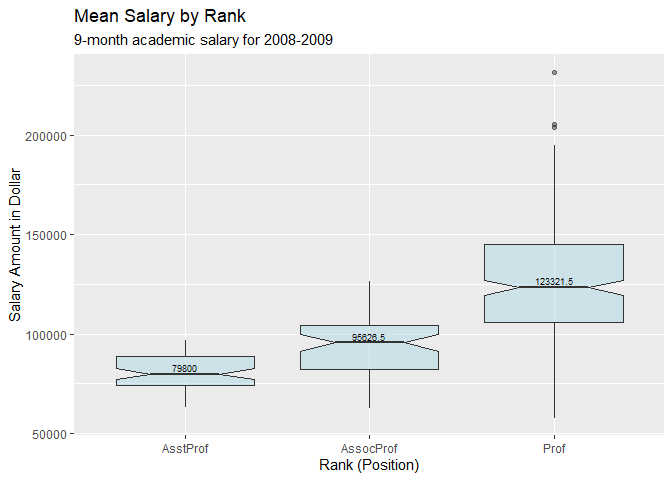 Mean Salary by Rank
9-month academic salary for 2008-2009
Salary Amount in Dollar
200000
150000
100000
50000
123321.5
95626.5
79800
AsstProf
AssocProf
Prof
Rank (Position)